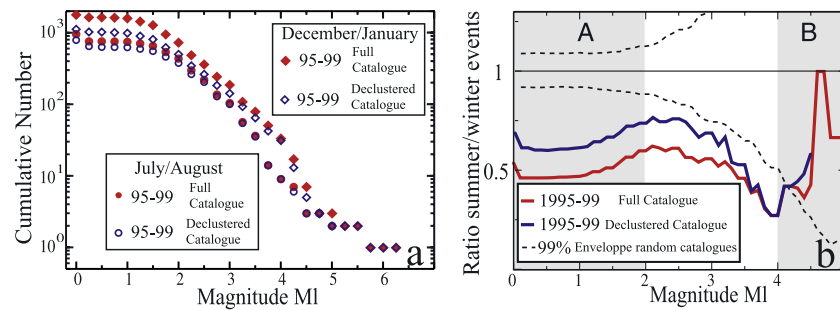 10³
10²
10¹
10⁰
Cumulative Number
December/January
95-99 Full Catalogue
95-99 Declustered Catalogue
July/August
95-99 Full Catalogue
95-99 Declustered Catalogue
a
0 1 2 3 4 5 6
Magnitude Ml
Ratio summer/winter events
1
0.5
A
B
1995-99 Full Catalogue
1995-99 Declustered Catalogue
99% Enveloppe random catalogues
b
0 1 2 3 4
Magnitude Ml